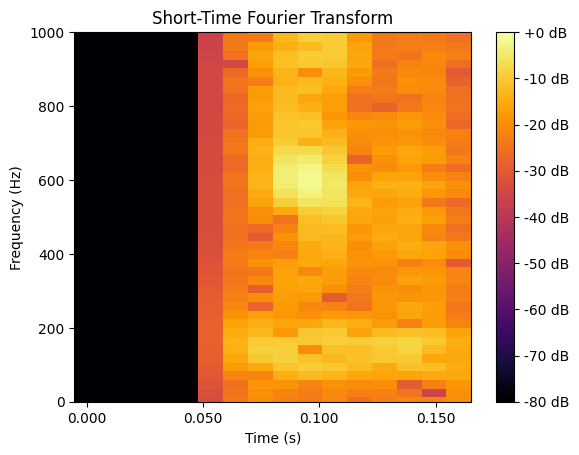 Short-Time Fourier Transform
1000
800
600
400
200
0
Frequency (Hz)
0.000
0.050
0.100
0.150
Time (s)
+0 dB
-10 dB
-20 dB
-30 dB
-40 dB
-50 dB
-60 dB
-70 dB
-80 dB